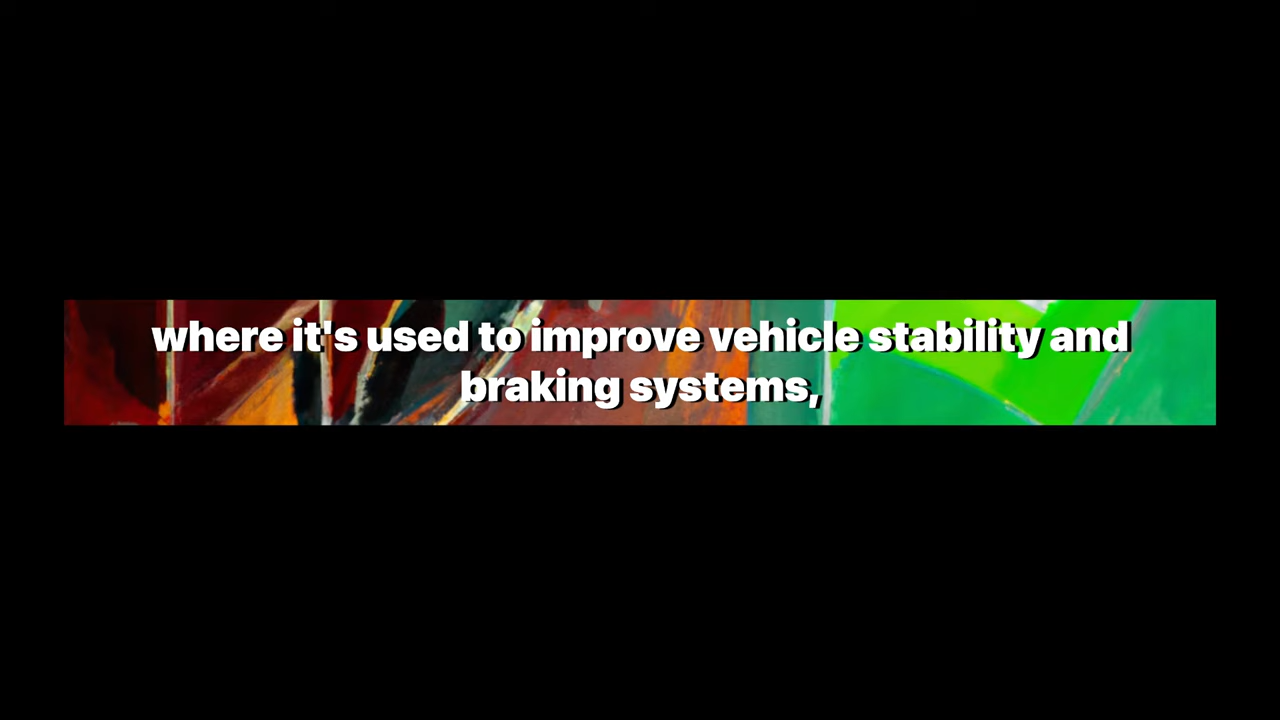 where it's used to improve vehicle stability and
braking systems,